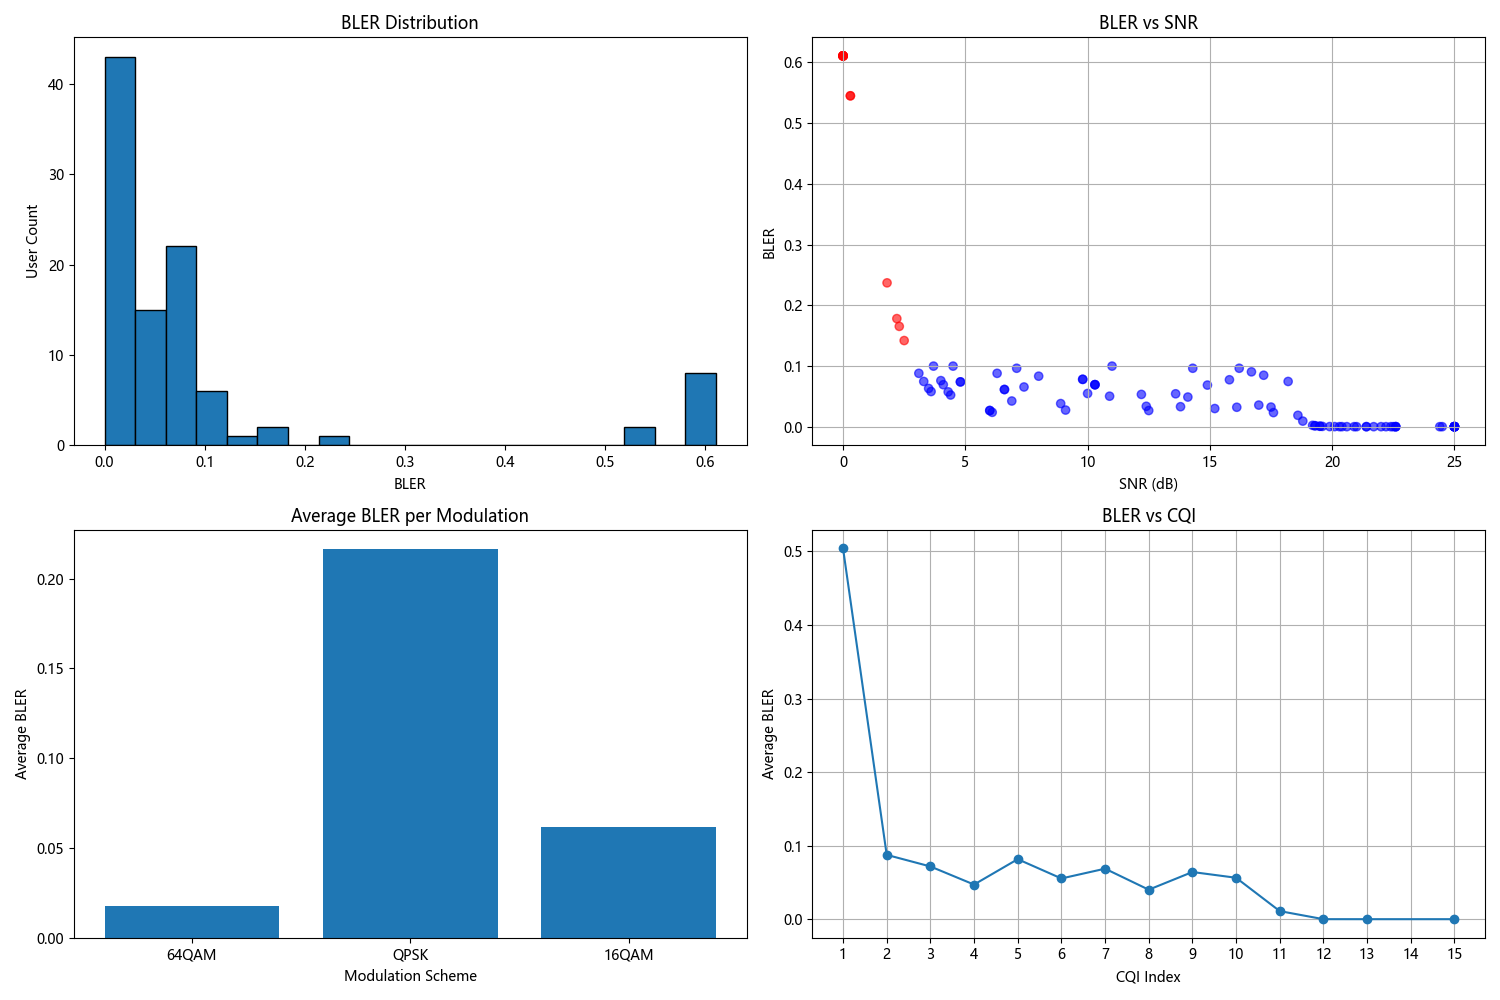 BLER Distribution
40
30
20
10
0
User Count
0.0 0.1 0.2 0.3 0.4 0.5 0.6
BLER
BLER vs SNR
0.6
0.5
0.4
0.3
0.2
0.1
0.0
BLER
0 5 10 15 20 25
SNR (dB)
Average BLER per Modulation
0.20
0.15
0.10
0.05
0.00
Average BLER
64QAM QPSK 16QAM
Modulation Scheme
BLER vs CQI
0.5
0.4
0.3
0.2
0.1
0.0
Average BLER
1 2 3 4 5 6 7 8 9 10 11 12 13 14 15
CQI Index